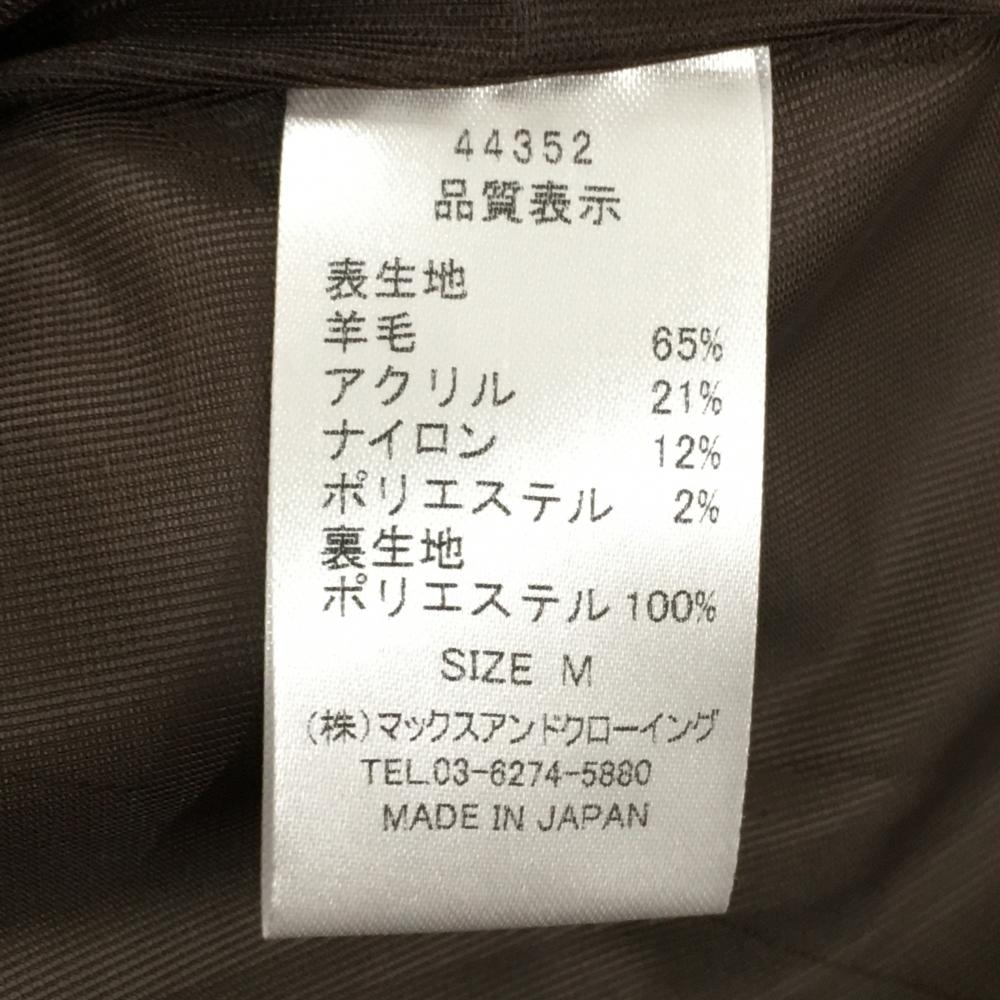 44352
品質表示
表生地
羊毛 65%
アクリル 21%
ナイロン 12%
ポリエステル 2%
裏生地
ポリエステル 100%
SIZE M
(株)マックスアンドクローイング
TEL.03-6274-5880
MADE IN JAPAN